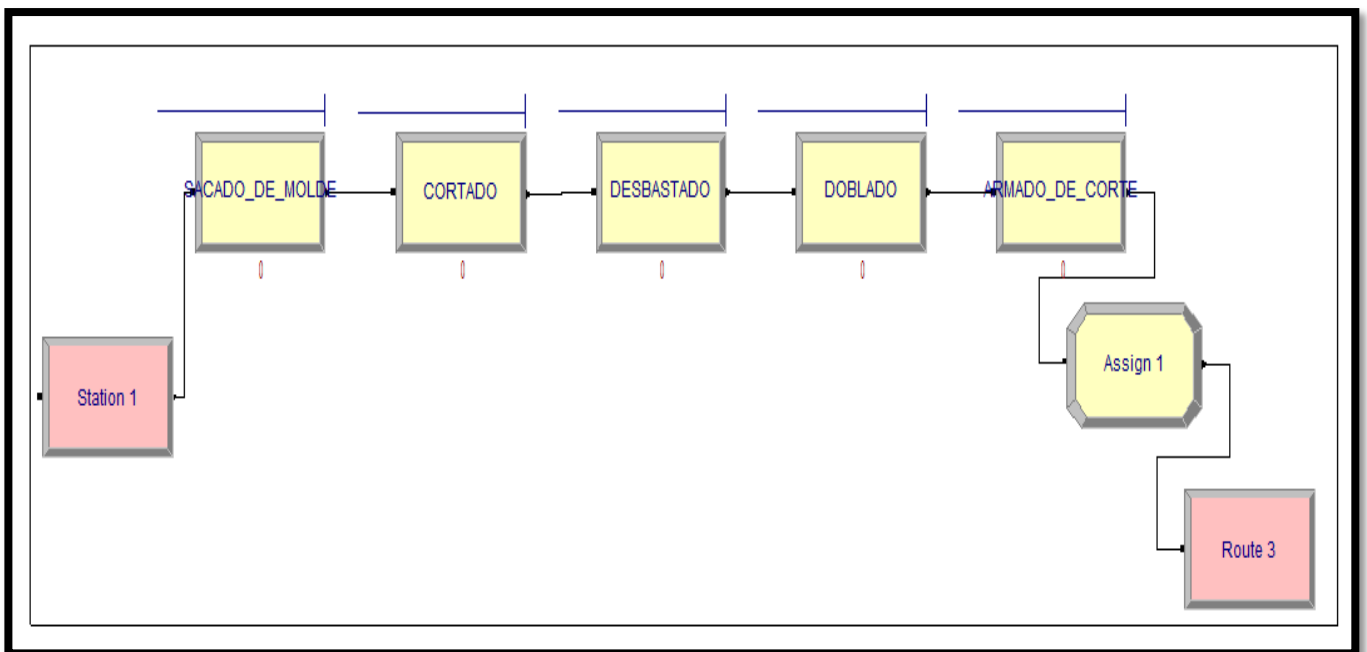 SACADO_DE_MOLDE
CORTADO
DESBASTADO
DOBLADO
ARMADO_DE_CORTE
0
0
0
0
0
Station 1
Assign 1
Route 3